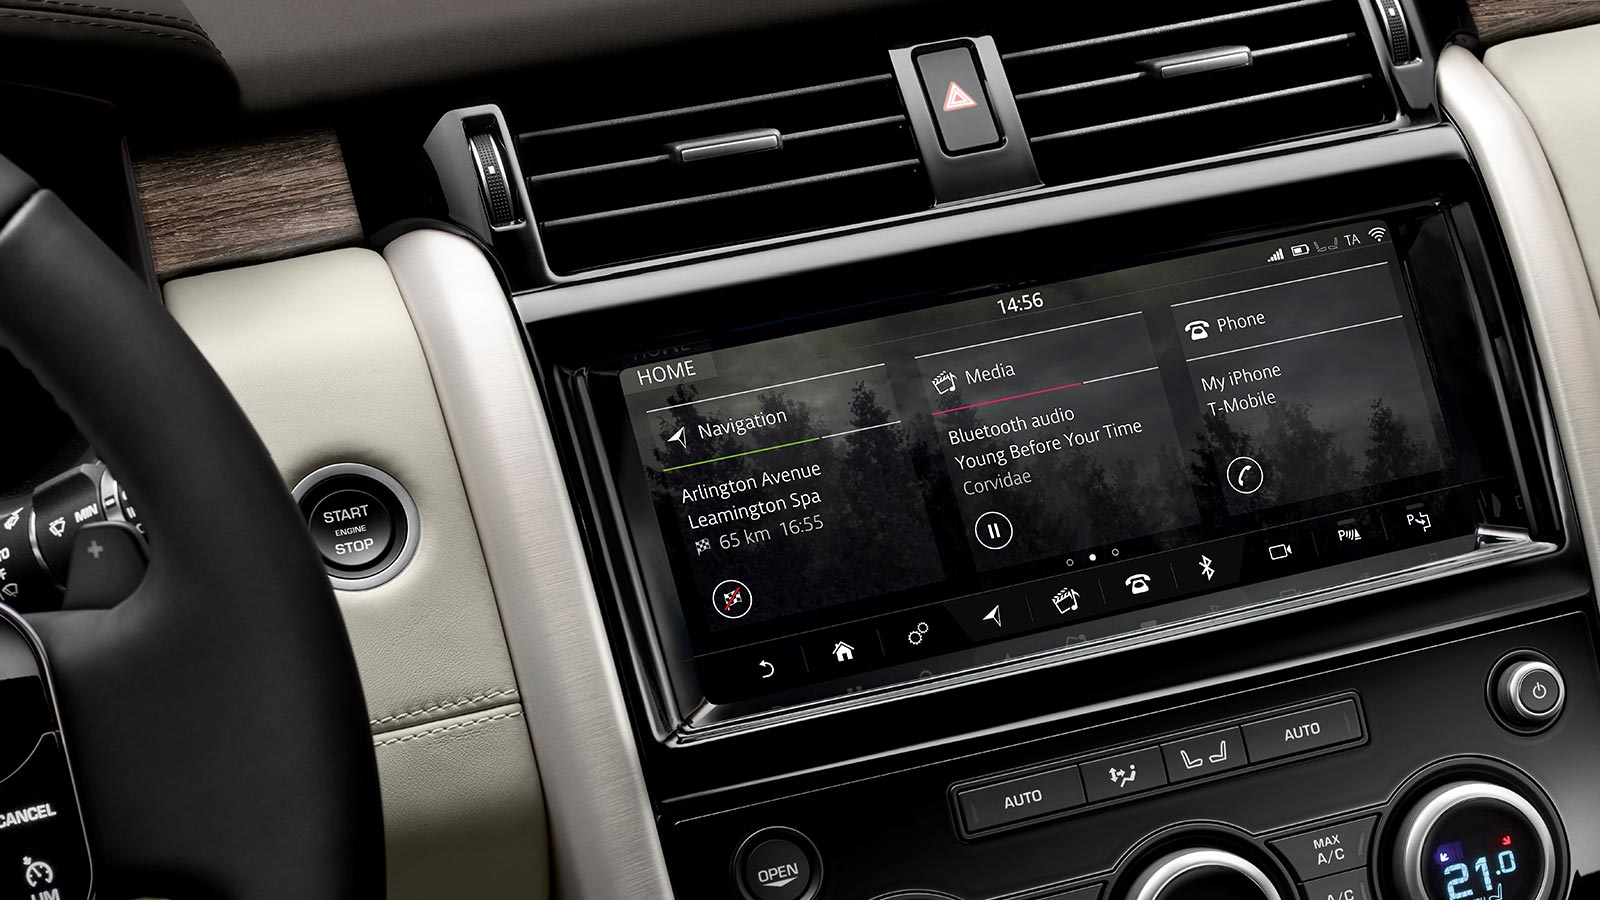 TA
14:56
HOME
Navigation
Arlington Avenue
Leamington Spa
65 km 16:55
Media
Bluetooth audio
Young Before Your Time
Corvidae
Phone
My iPhone
T-Mobile
START
ENGINE
STOP
MIN
CANCEL
AUTO
AUTO
OPEN
MAX
A/C
A/C
21.0